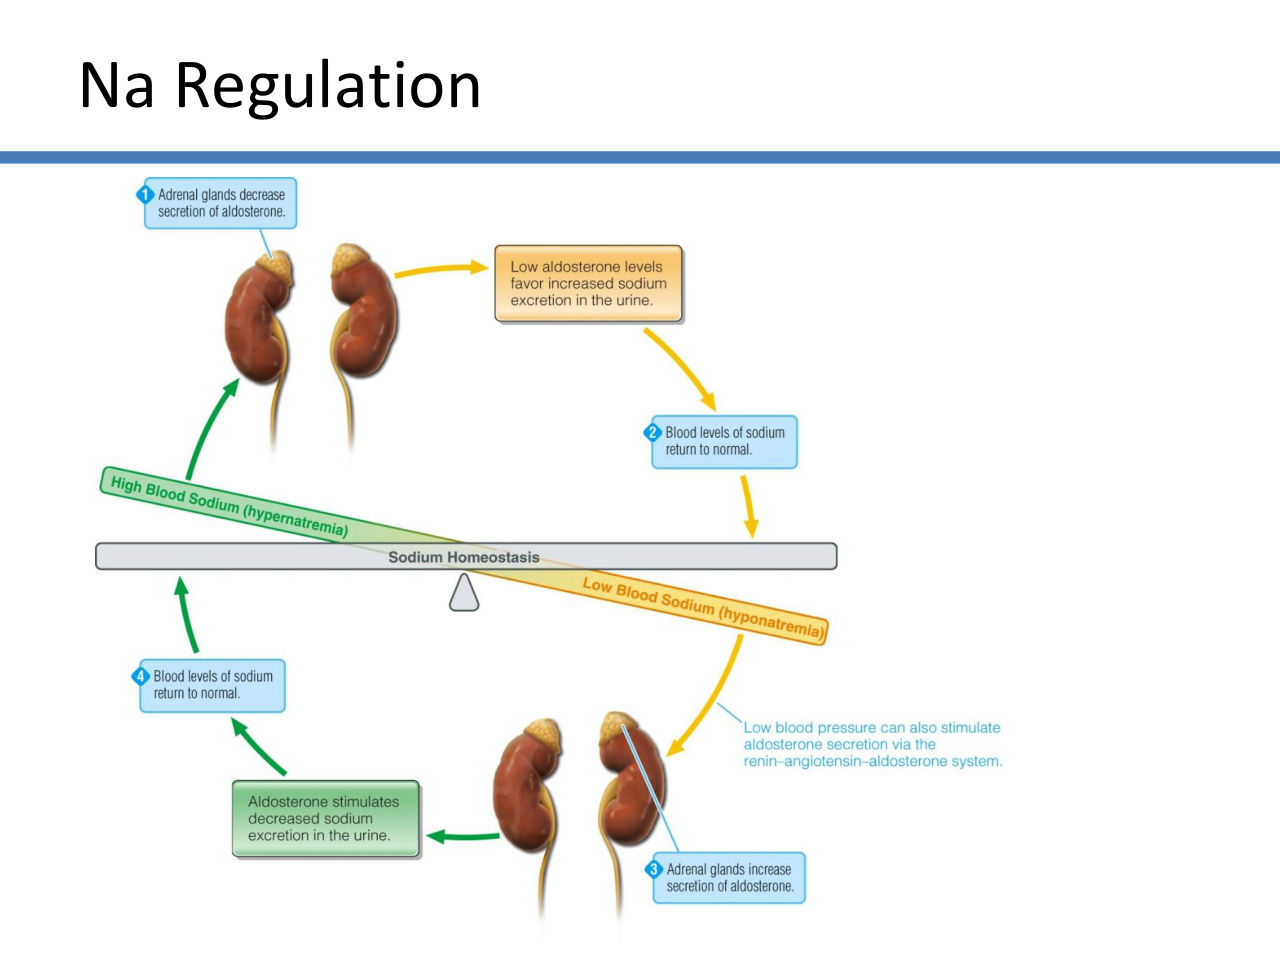 Na Regulation
1 Adrenal glands decrease
secretion of aldosterone.
Low aldosterone levels
favor increased sodium
excretion in the urine.
2 Blood levels of sodium
return to normal.
High Blood Sodium (hypernatremia)
Sodium Homeostasis
Low Blood Sodium (hyponatremia)
4 Blood levels of sodium
return to normal.
Low blood pressure can also stimulate
aldosterone secretion via the
renin–angiotensin–aldosterone system.
Aldosterone stimulates
decreased sodium
excretion in the urine.
3 Adrenal glands increase
secretion of aldosterone.